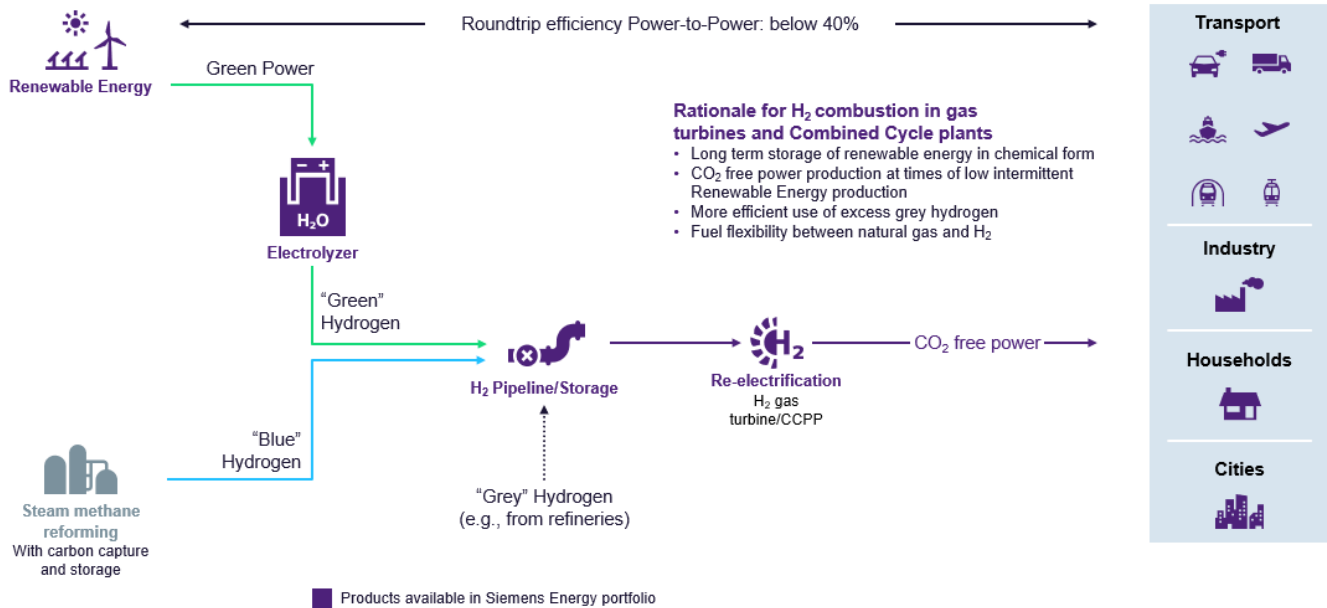 Roundtrip efficiency Power-to-Power: below 40%
Renewable Energy
Green Power
Rationale for H₂ combustion in gas
turbines and Combined Cycle plants
• Long term storage of renewable energy in chemical form
• CO₂ free power production at times of low intermittent
Renewable Energy production
• More efficient use of excess grey hydrogen
• Fuel flexibility between natural gas and H₂
− +
H₂O
Electrolyzer
“Green”
Hydrogen
H₂ Pipeline/Storage
H₂
Re-electrification
H₂ gas
turbine/CCPP
CO₂ free power
“Blue”
Hydrogen
Steam methane
reforming
With carbon capture
and storage
“Grey” Hydrogen
(e.g., from refineries)
Transport
Industry
Households
Cities
Products available in Siemens Energy portfolio